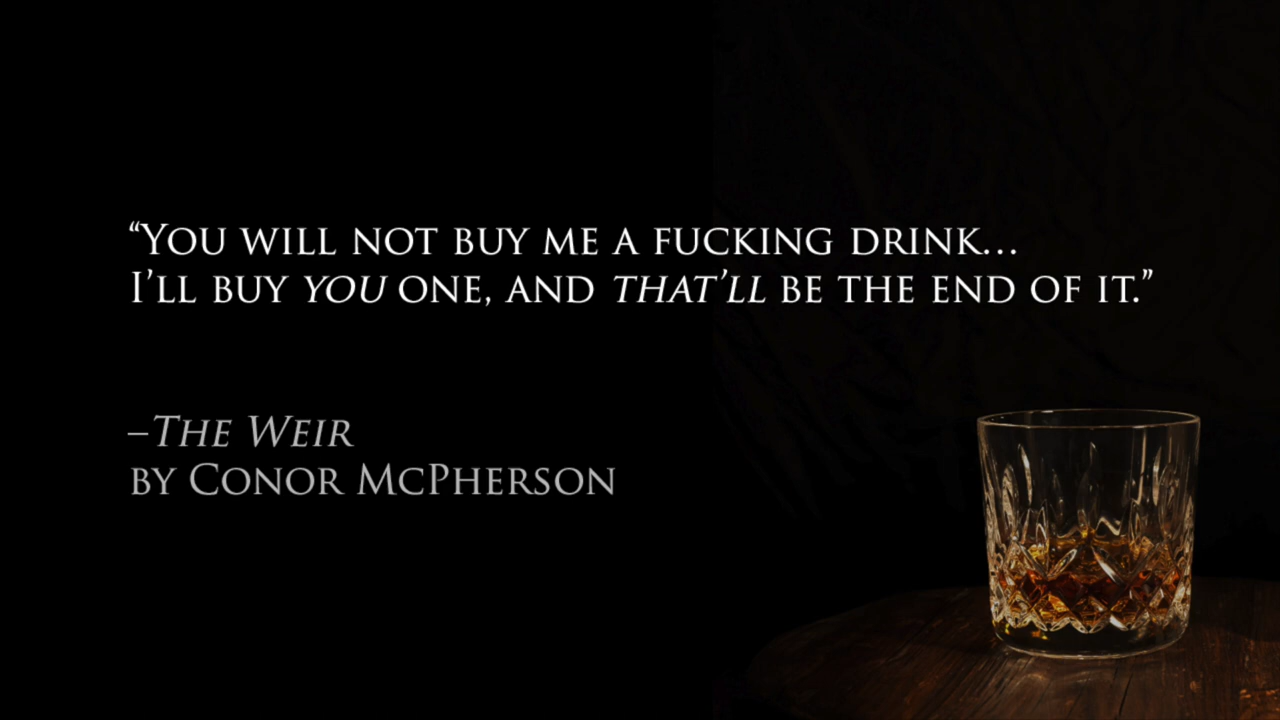 “You will not buy me a fucking drink…
I’ll buy you one, and that’ll be the end of it.”
–The Weir
by Conor McPherson